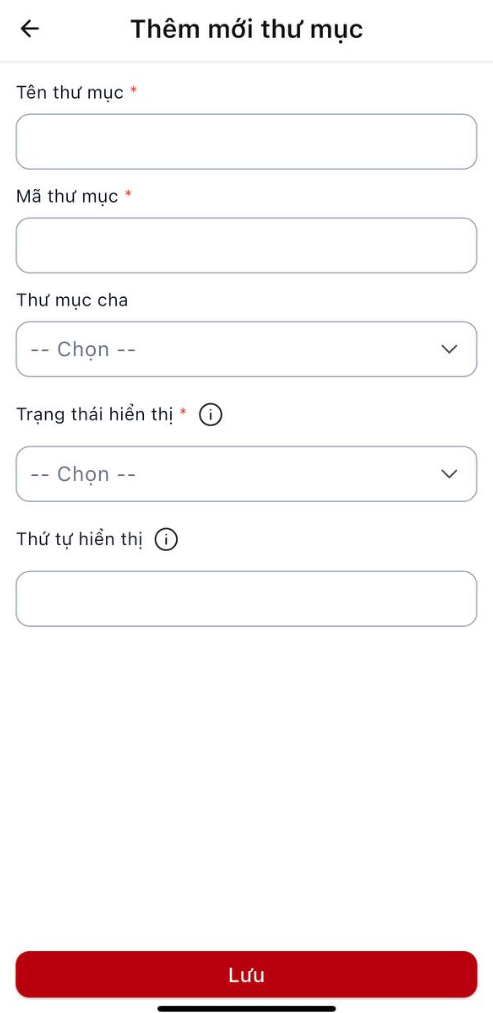 Thêm mới thư mục
Tên thư mục *
Mã thư mục *
Thư mục cha
-- Chọn --
Trạng thái hiển thị *
-- Chọn --
Thứ tự hiển thị
Lưu